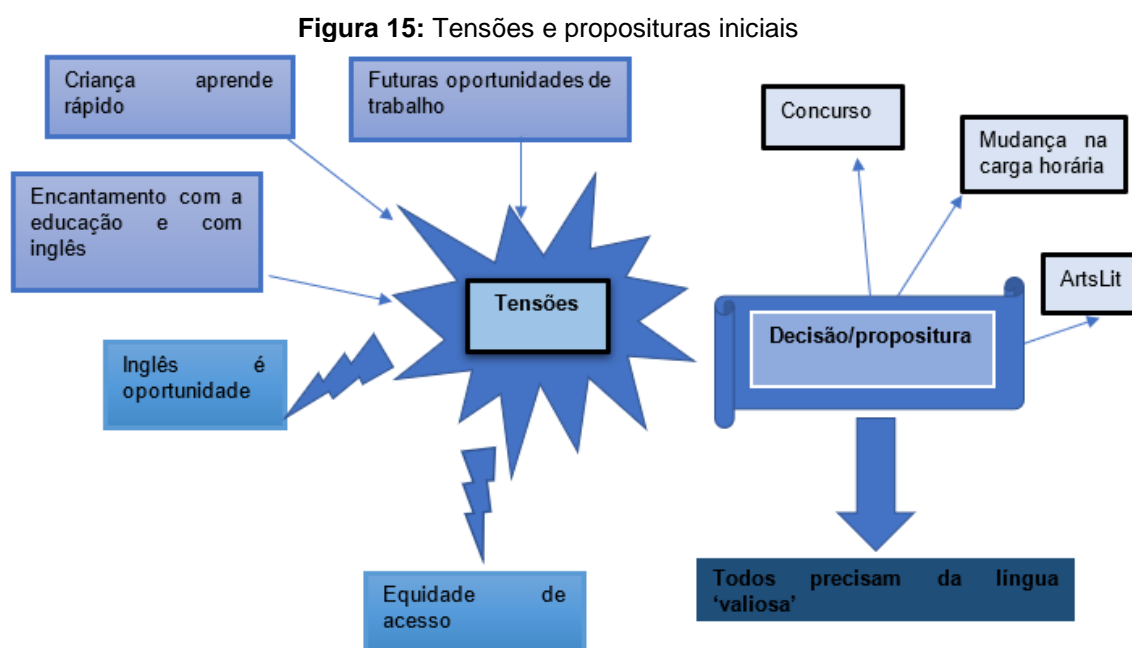 Figura 15: Tensões e proposituras iniciais
Criança aprende
rápido
Futuras oportunidades de
trabalho
Concurso
Mudança na
carga horária
Encantamento com a
educação e com
inglês
ArtsLit
Tensões
Decisão/propositura
Inglês é
oportunidade
Equidade de
acesso
Todos precisam da língua
‘valiosa’